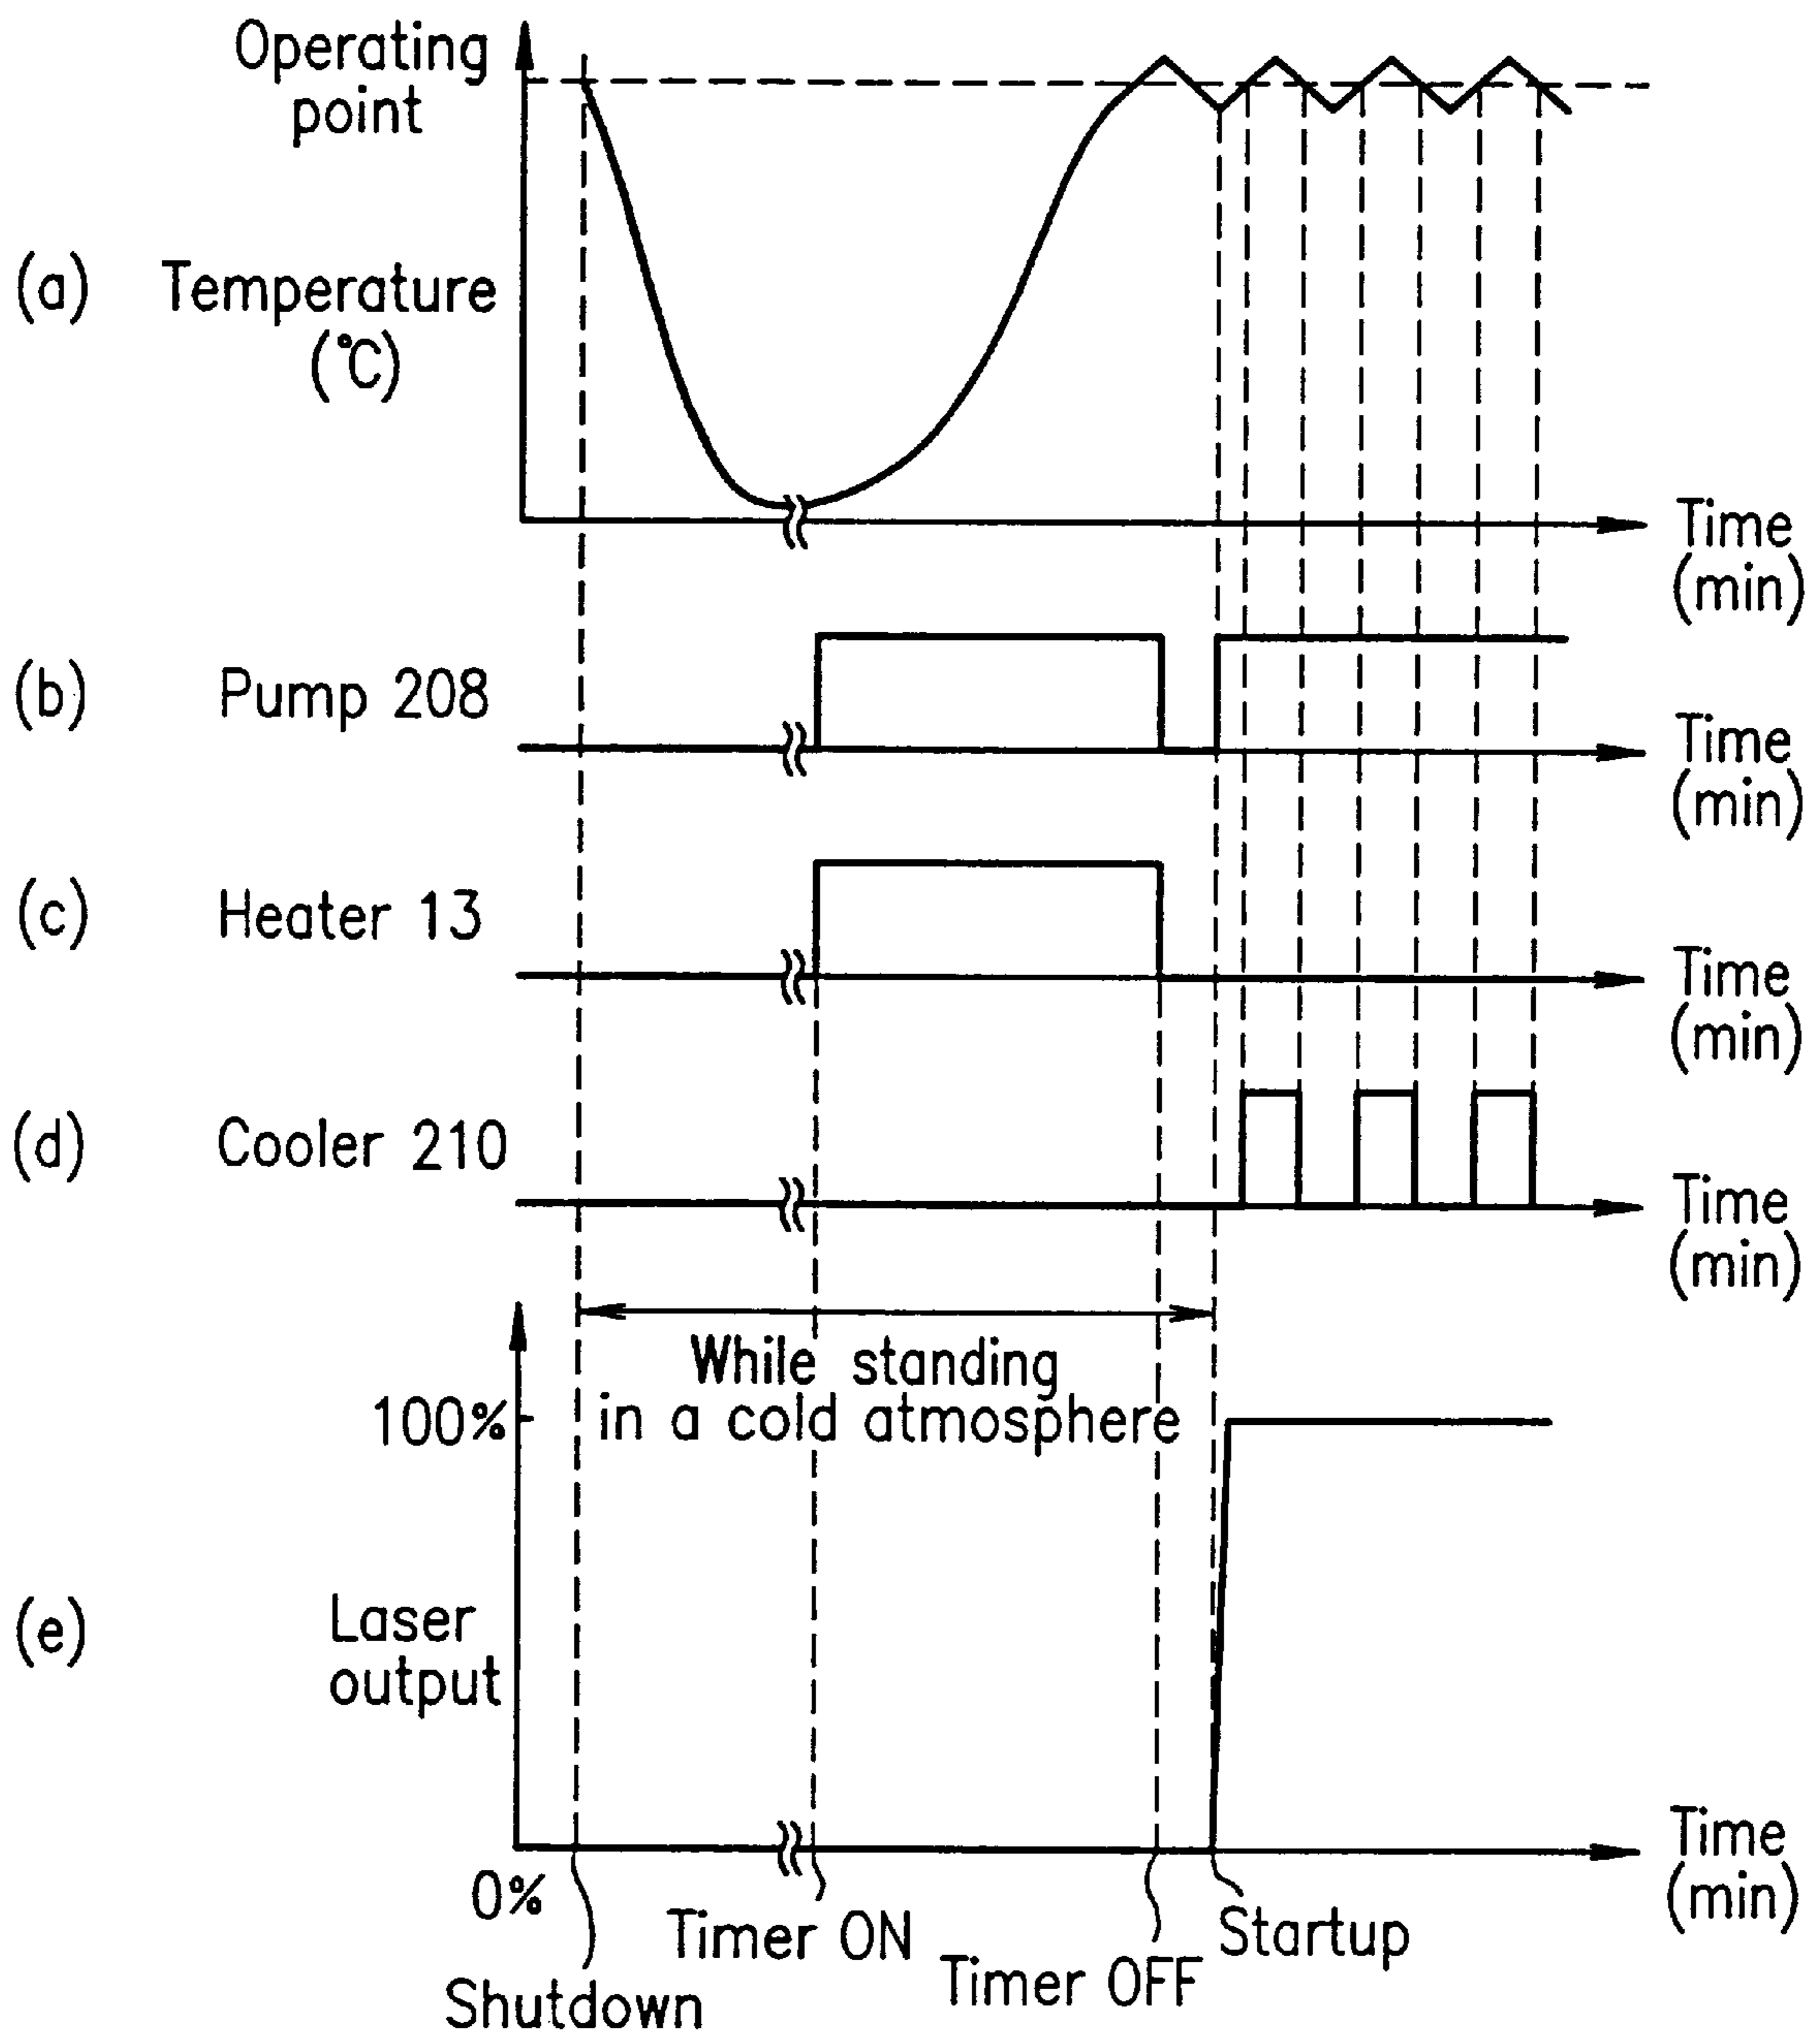 Operating
point
(a)
Temperature
(°C)
Time
(min)
(b)
Pump 208
Time
(min)
(c)
Heater 13
Time
(min)
(d)
Cooler 210
Time
(min)
While standing
in a cold atmosphere
100%
(e)
Laser
output
0%
Time
(min)
Timer ON
Startup
Timer OFF
Shutdown